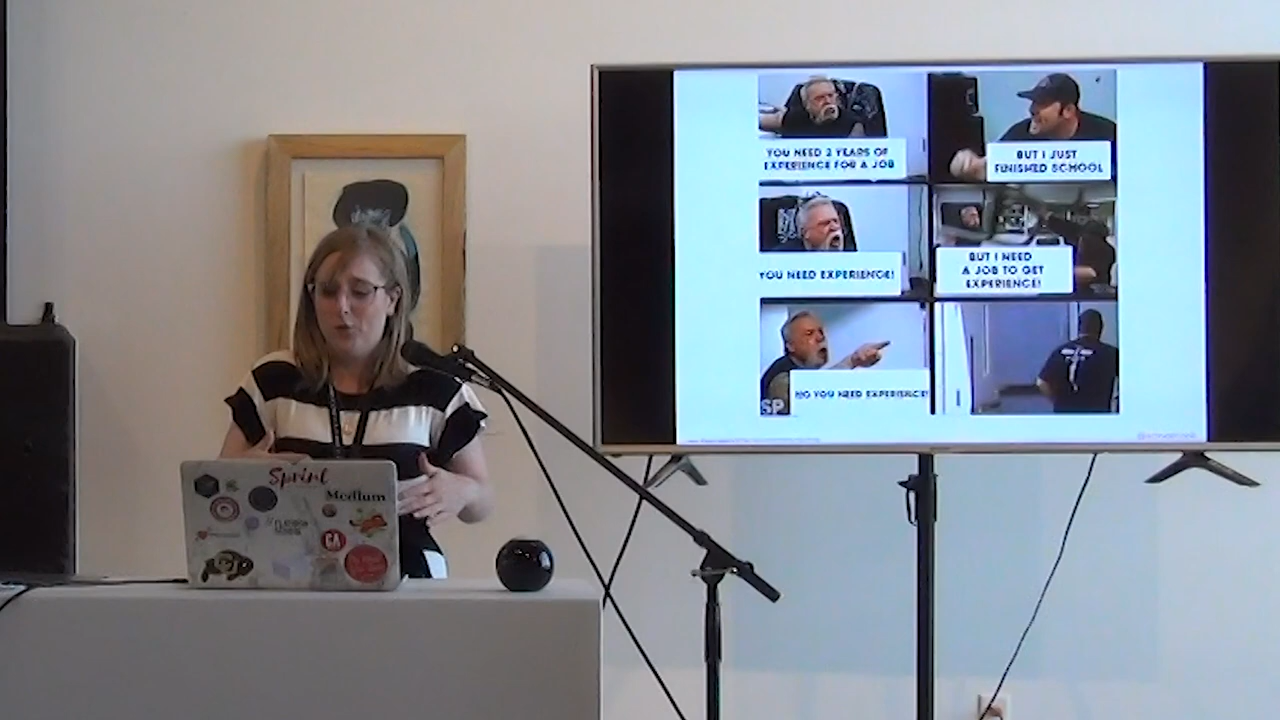 YOU NEED 2 YEARS OF
EXPERIENCE FOR A JOB
BUT I JUST
FINISHED SCHOOL
YOU NEED EXPERIENCE!
BUT I NEED
A JOB TO GET
EXPERIENCE!
NO YOU NEED EXPERIENCE!
SP
Sprint
Medium
GA